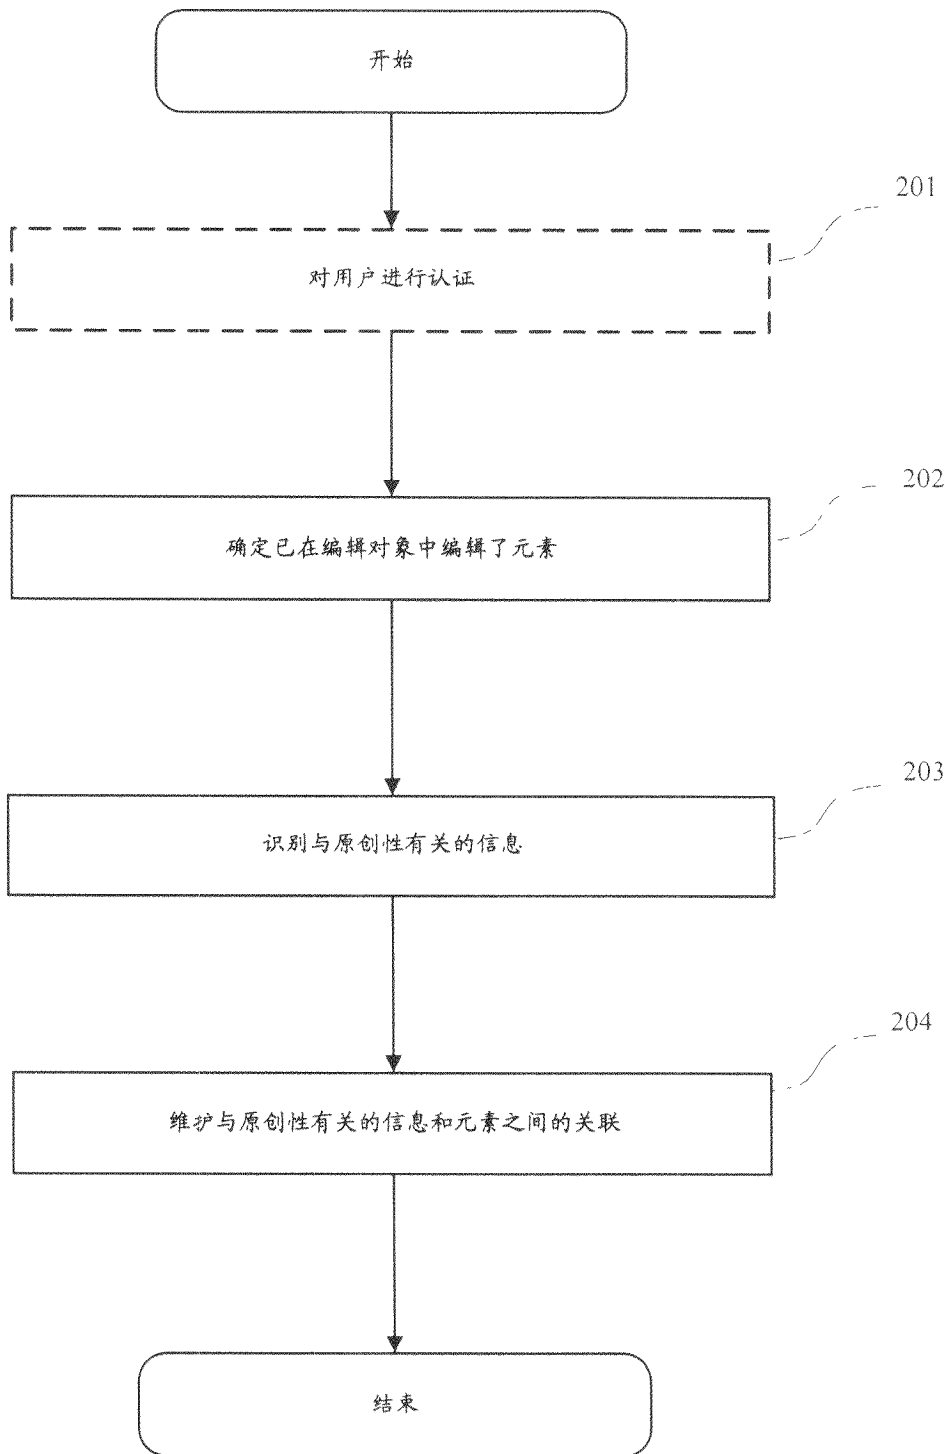 开始
201
对用户进行认证
202
确定已在编辑对象中编辑了元素
203
识别与原创性有关的信息
204
维护与原创性有关的信息和元素之间的关联
结束